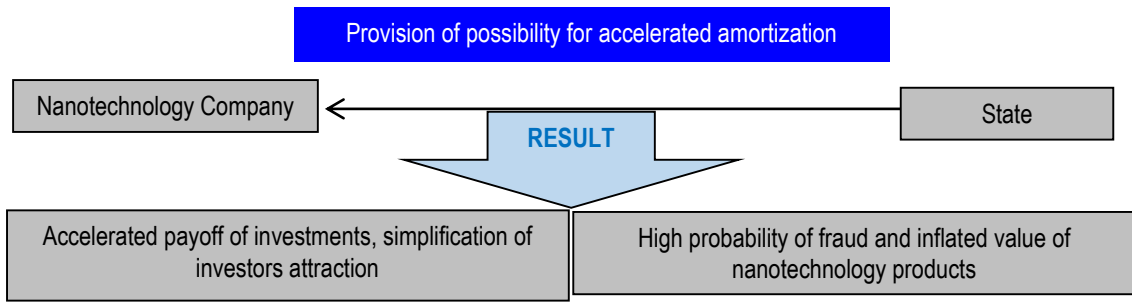 Provision of possibility for accelerated amortization
Nanotechnology Company
State
RESULT
Accelerated payoff of investments, simplification of
investors attraction
High probability of fraud and inflated value of
nanotechnology products